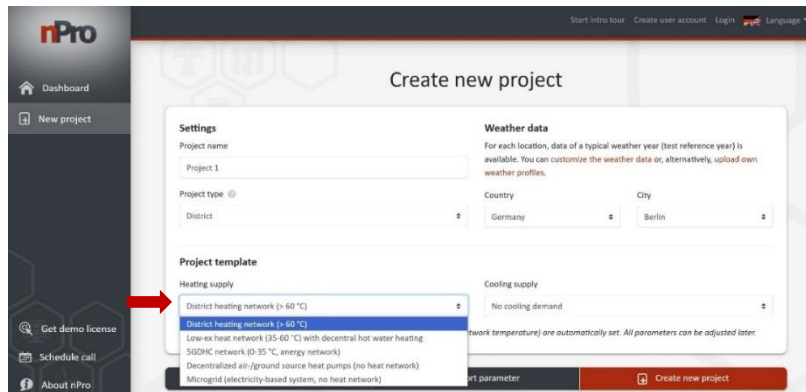 nPro
Start intro tour Create user account Login Language
Dashboard
New project
Create new project
Settings
Project name
Project 1
Project type
District
Weather data
For each location, data of a typical weather year (test reference year) is
available. You can customize the weather data or, alternatively, upload own
weather profiles.
Country
Germany
City
Berlin
Project template
Heating supply
District heating network (> 60 °C)
Cooling supply
No cooling demand
District heating network (> 60 °C)
Low-ex heat network (35-60 °C) with decentral hot water heating
5GDHC network (0-35 °C, energy network)
Decentralized air-/ground source heat pumps (no heat network)
Microgrid (electricity-based system, no heat network)
temperature) are automatically set. All parameters can be adjusted later.
parameter
Create new project
Get demo license
Schedule call
About nPro